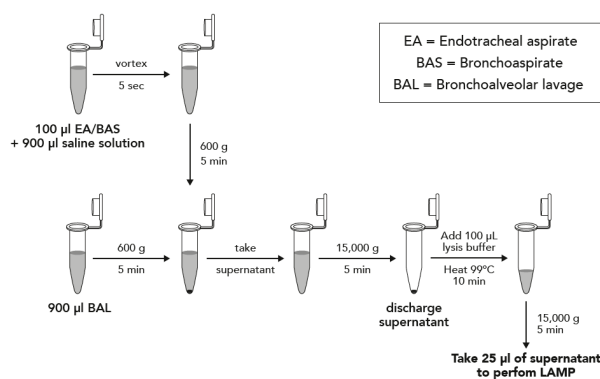 EA = Endotracheal aspirate
BAS = Bronchoaspirate
BAL = Bronchoalveolar lavage
vortex
5 sec
100 µl EA/BAS
+ 900 µl saline solution
600 g
5 min
600 g
5 min
take
supernatant
15,000 g
5 min
Add 100 µL
lysis buffer
Heat 99ºC
10 min
900 µl BAL
discharge
supernatant
15,000 g
5 min
Take 25 µl of supernatant
to perfom LAMP